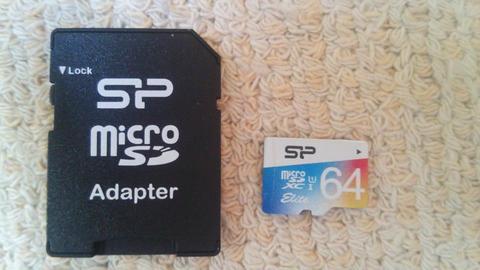 ▼Lock
SP
micro
SD
Adapter
SP
micro
SD
XC
U1
I
64
Elite